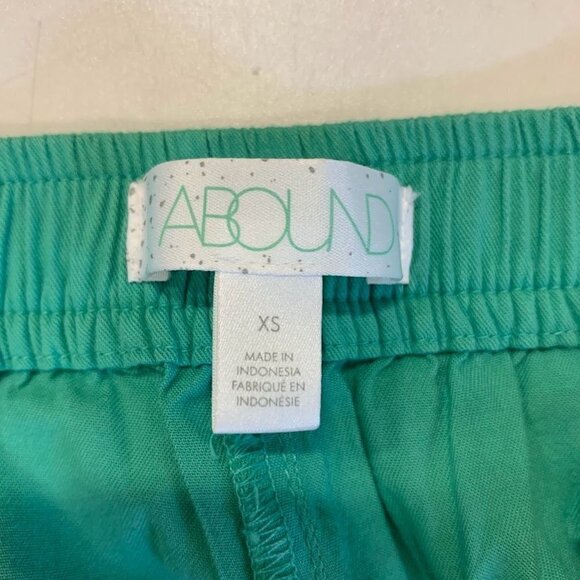 ABOUND
XS
MADE IN
INDONESIA
FABRIQUÉ EN
INDONÉSIE